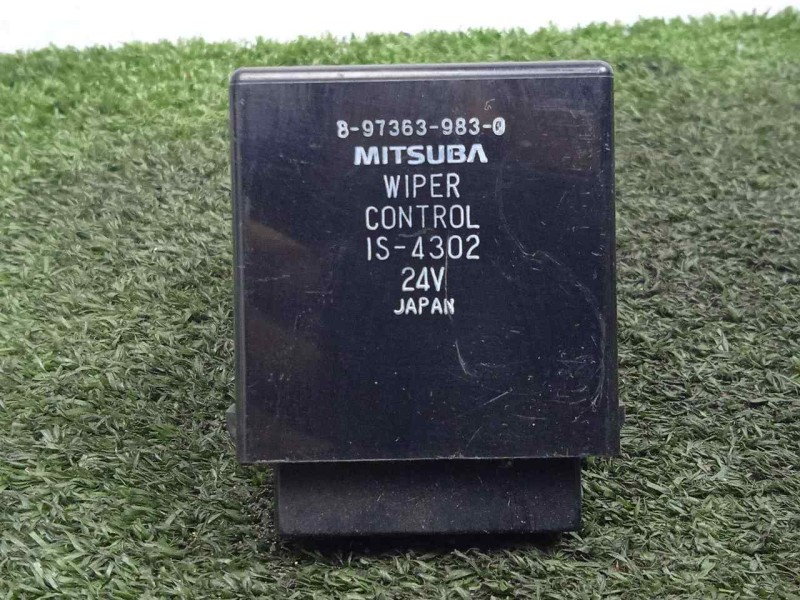 8-97363-983-0
MITSUBA
WIPER
CONTROL
IS-4302
24V
JAPAN